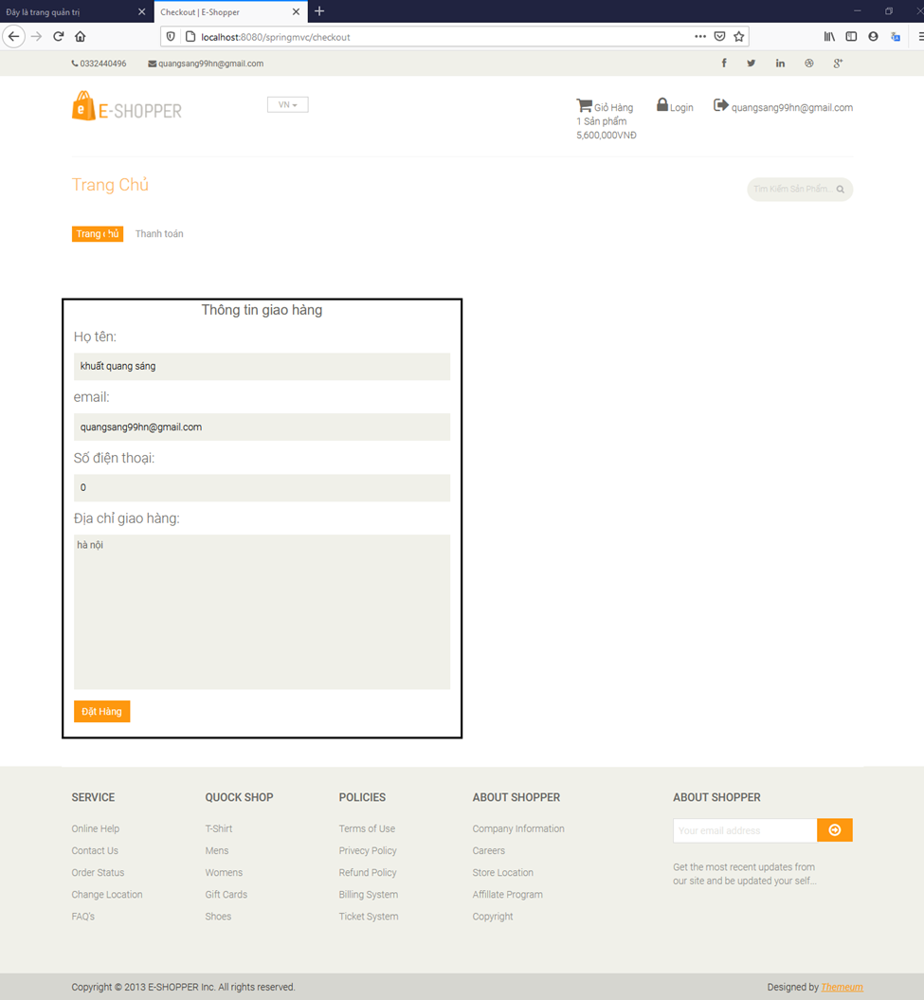 Đây là trang quản trị
Checkout | E-Shopper
localhost:8080/springmvc/checkout
0332440496 quangsang99hn@gmail.com
E-SHOPPER
VN
Giỏ Hàng
1 Sản phẩm
5,600,000VNĐ
Login
quangsang99hn@gmail.com
Trang Chủ
Tìm Kiếm Sản Phẩm...
Trang chủ Thanh toán
Thông tin giao hàng
Họ tên:
khuất quang sáng
email:
quangsang99hn@gmail.com
Số điện thoại:
0
Địa chỉ giao hàng:
hà nội
Đặt Hàng
SERVICE
Online Help
Contact Us
Order Status
Change Location
FAQ's
QUOCK SHOP
T-Shirt
Mens
Womens
Gift Cards
Shoes
POLICIES
Terms of Use
Privecy Policy
Refund Policy
Billing System
Ticket System
ABOUT SHOPPER
Company Information
Careers
Store Location
Affillate Program
Copyright
ABOUT SHOPPER
Your email address
Get the most recent updates from
our site and be updated your self...
Copyright © 2013 E-SHOPPER Inc. All rights reserved.
Designed by Themeum